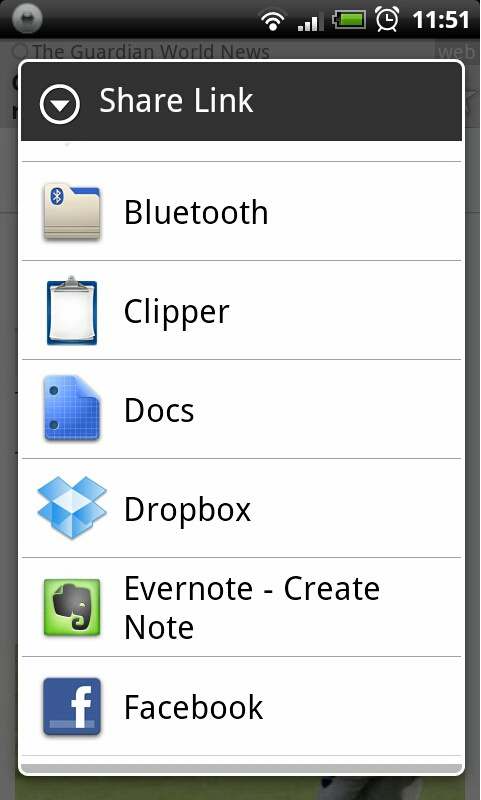 11:51
The Guardian World News
web
Share Link
Bluetooth
Clipper
Docs
Dropbox
Evernote - Create
Note
Facebook